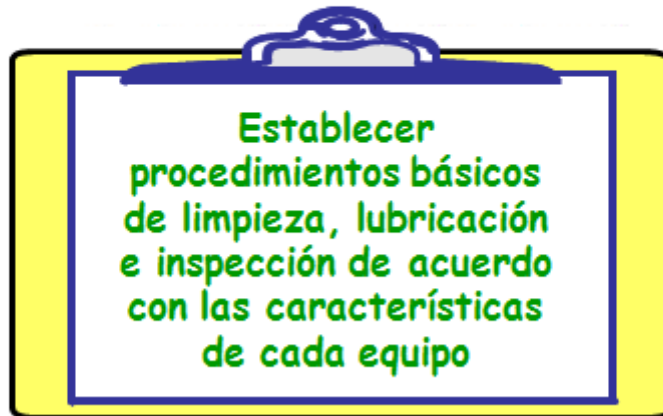 Establecer
procedimientos básicos
de limpieza, lubricación
e inspección de acuerdo
con las características
de cada equipo